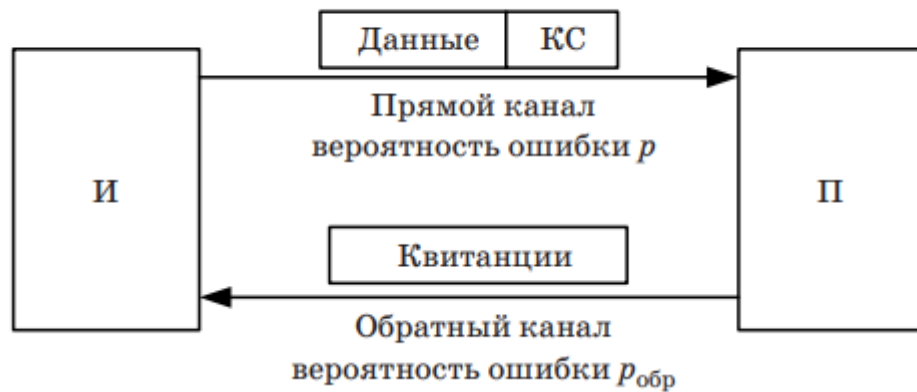 Данные КС
Прямой канал
вероятность ошибки p
И
П
Квитанции
Обратный канал
вероятность ошибки pобр